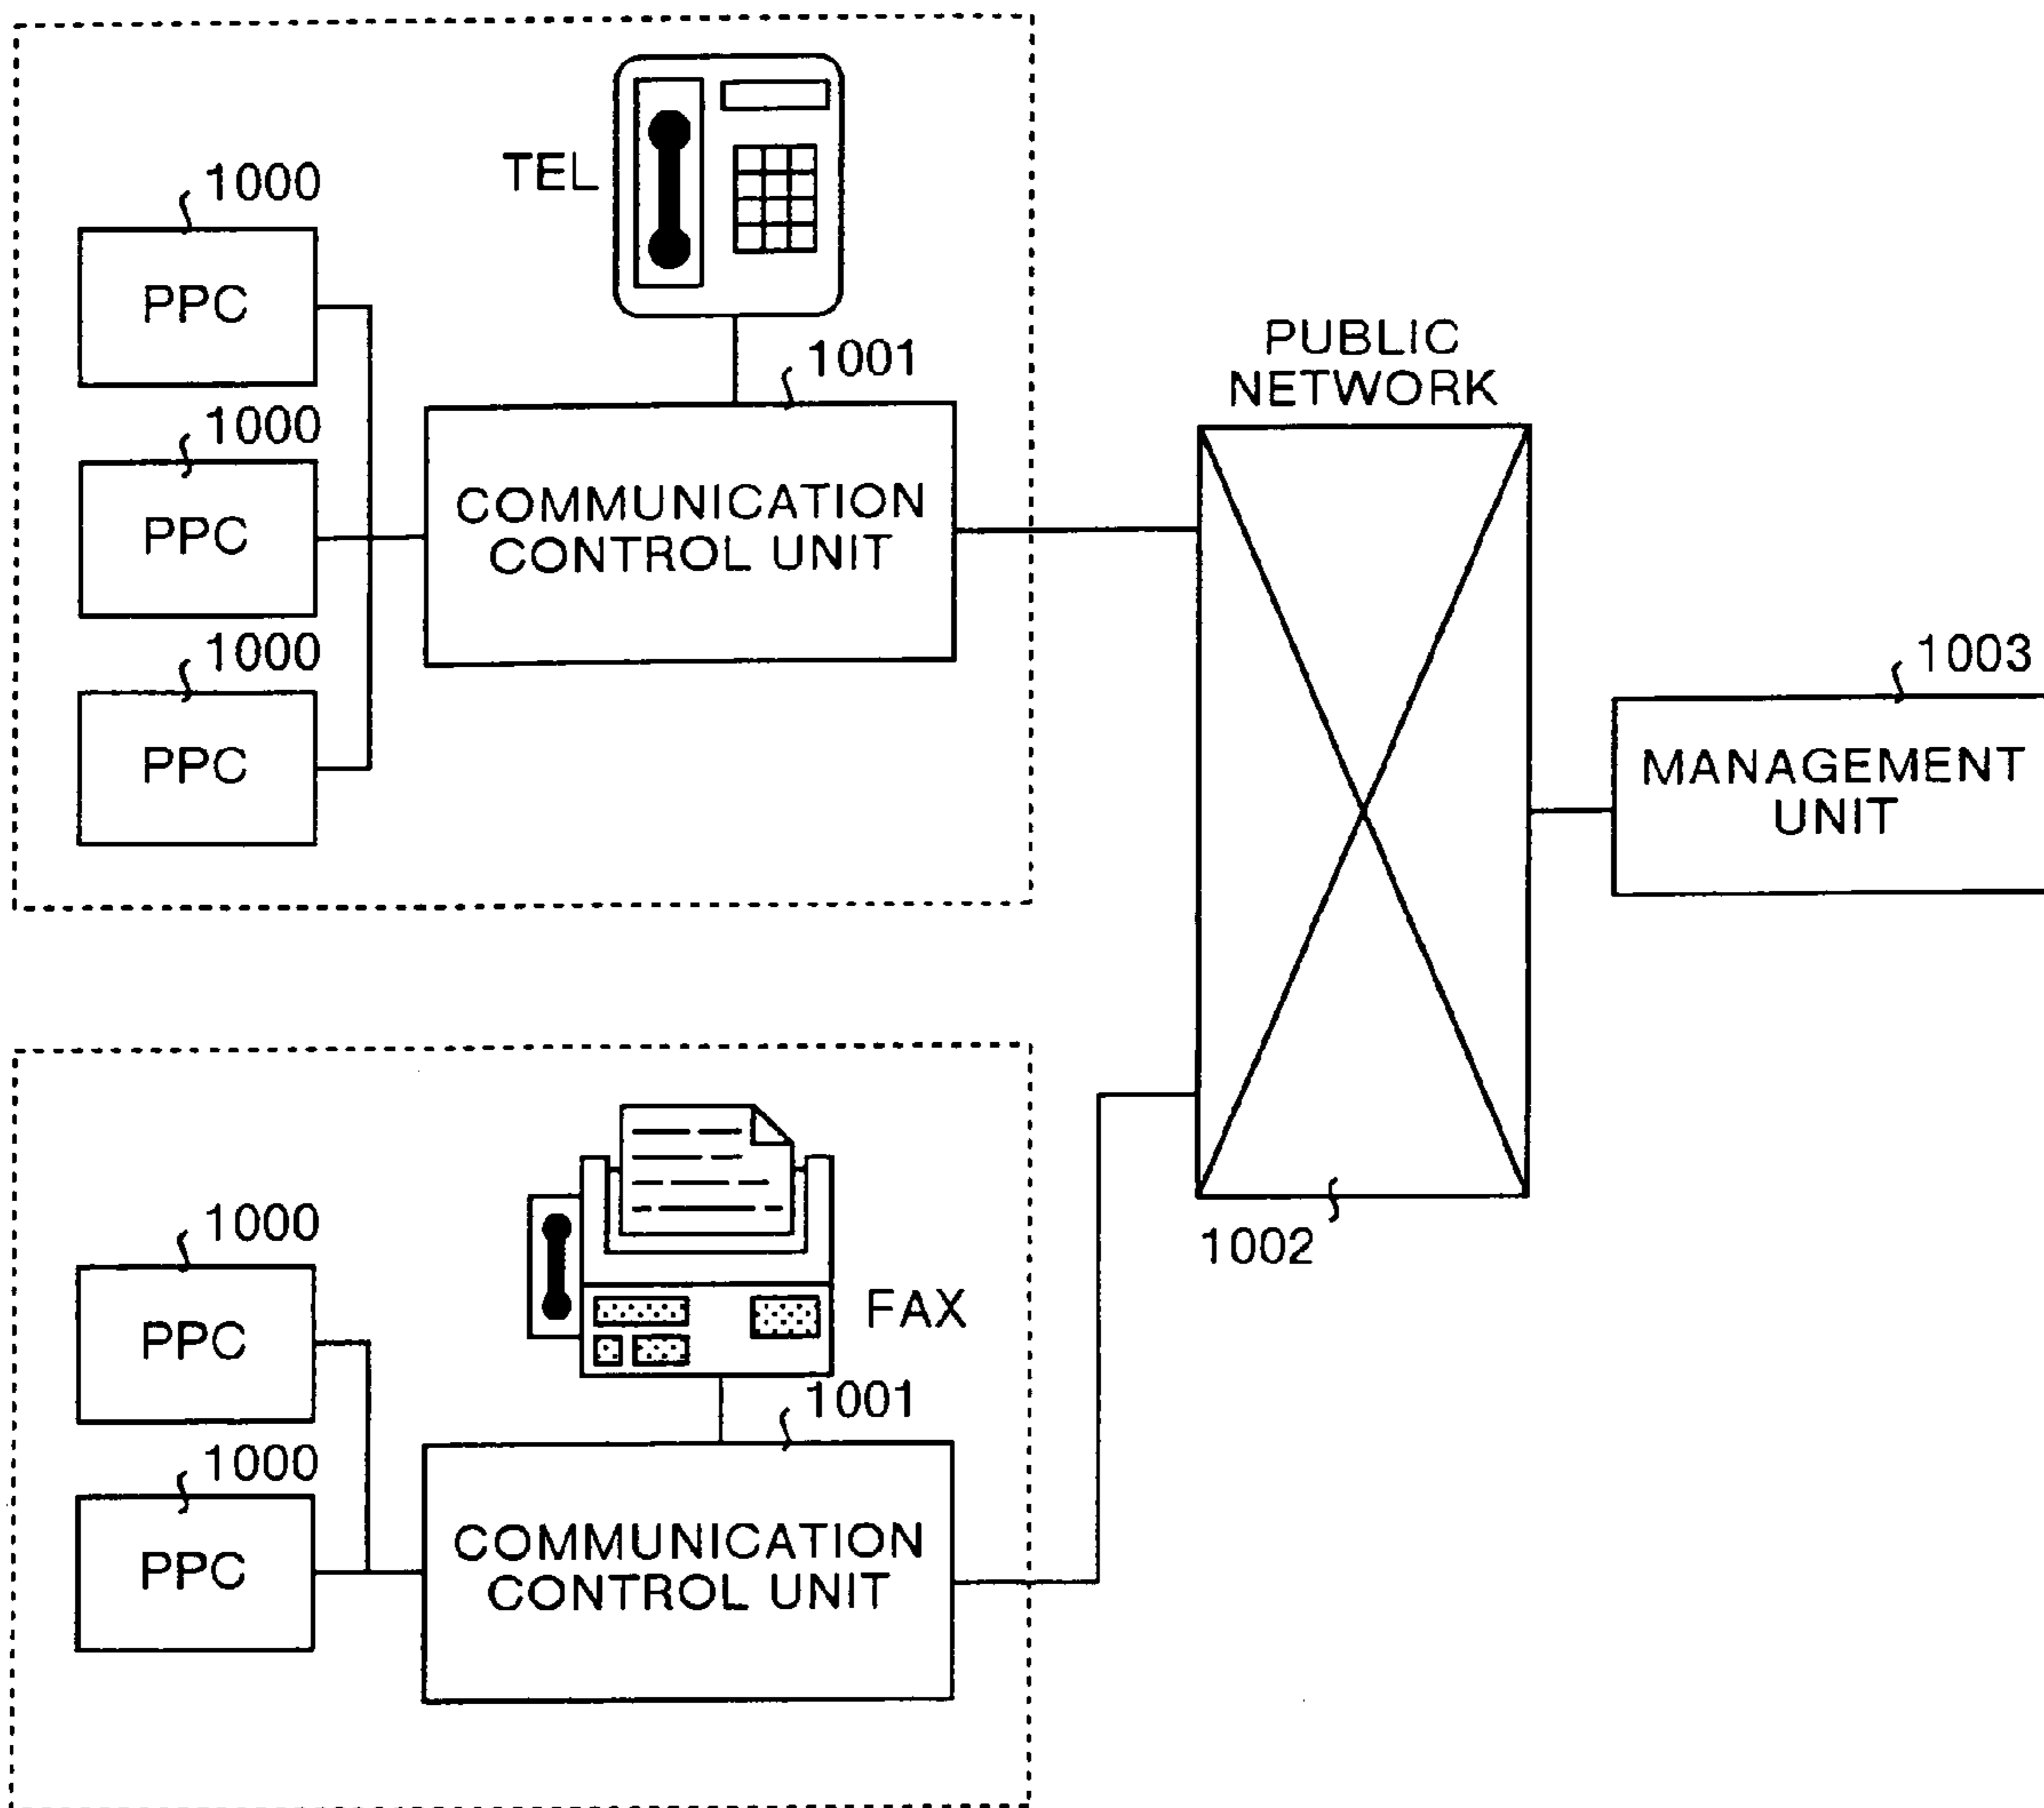 TEL
1000
PPC
1001
1000
PPC
COMMUNICATION
CONTROL UNIT
1000
PPC
PUBLIC
NETWORK
1003
MANAGEMENT
UNIT
1002
FAX
1000
PPC
1001
1000
PPC
COMMUNICATION
CONTROL UNIT